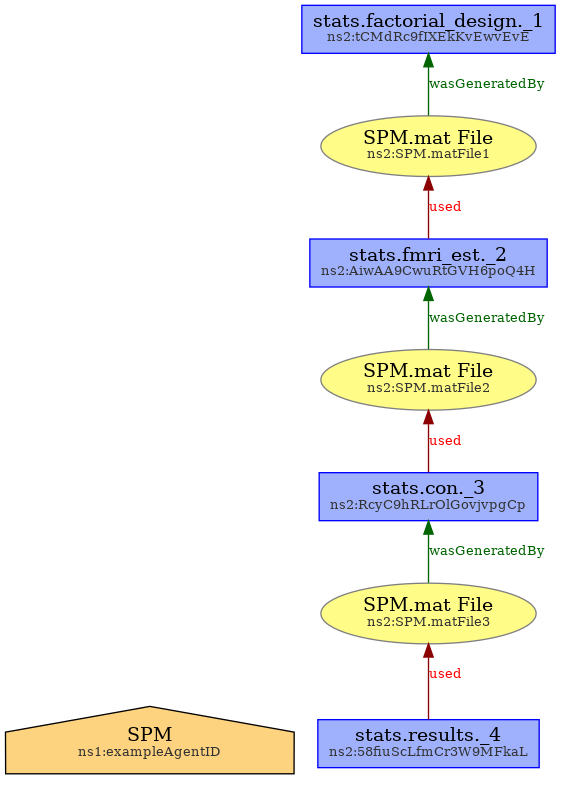 stats.factorial_design._1
ns2:tCMdRc9fIXEkKvEwvEvE
wasGeneratedBy
SPM.mat File
ns2:SPM.matFile1
used
stats.fmri_est._2
ns2:AiwAA9CwuRtGVH6poQ4H
wasGeneratedBy
SPM.mat File
ns2:SPM.matFile2
used
stats.con._3
ns2:RcyC9hRLrOlGovjvpgCp
wasGeneratedBy
SPM.mat File
ns2:SPM.matFile3
used
SPM
ns1:exampleAgentID
stats.results._4
ns2:58fiuScLfmCr3W9MFkaL